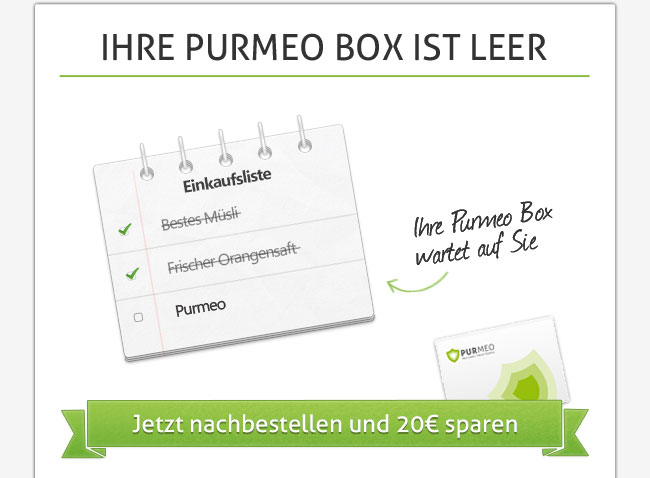 IHRE PURMEO BOX IST LEER
Einkaufsliste
Bestes Müsli
Frischer Orangensaft
Purmeo
Ihre Purmeo Box
wartet auf Sie
PURMEO
Jetzt nachbestellen und 20€ sparen